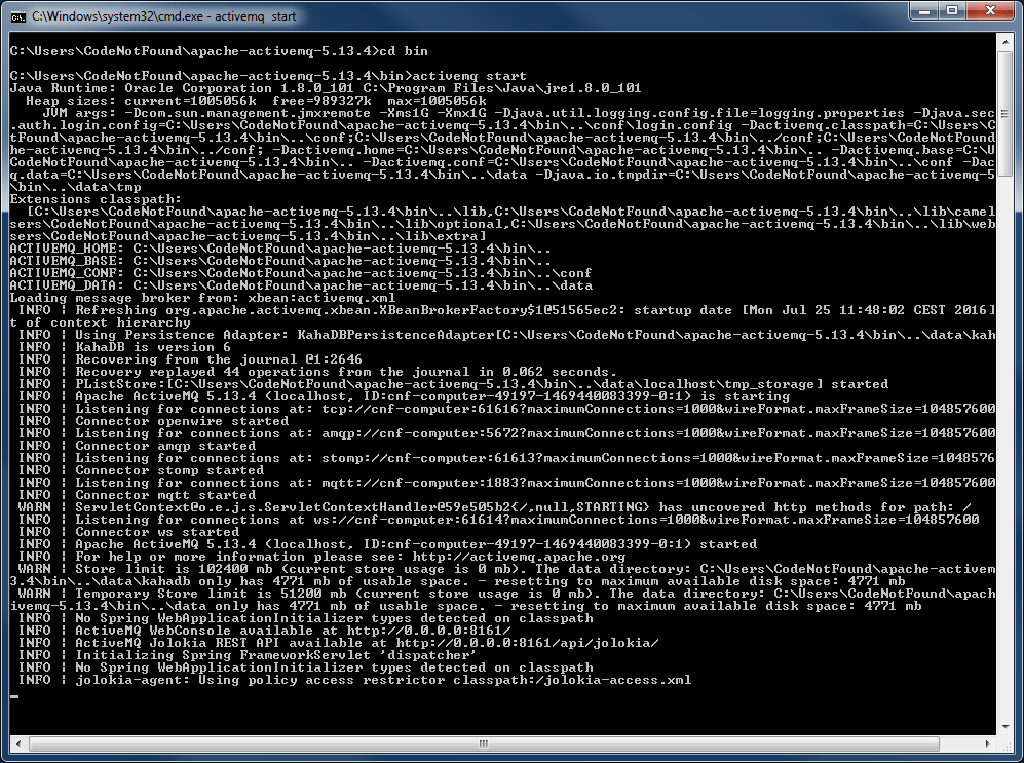 C:\Windows\system32\cmd.exe - activemq start
C:\Users\CodeNotFound\apache-activemq-5.13.4>cd bin
C:\Users\CodeNotFound\apache-activemq-5.13.4\bin>activemq start
Java Runtime: Oracle Corporation 1.8.0_101 C:\Program Files\Java\jre1.8.0_101
Heap sizes: current=1005056k free=989327k max=1005056k
JVM args: -Dcom.sun.management.jmxremote -Xms1G -Xmx1G -Djava.util.logging.config.file=logging.properties -Djava.sec
.auth.login.config=C:\Users\CodeNotFound\apache-activemq-5.13.4\bin\..\conf\login.config -Dactivemq.classpath=C:\Users\C
tFound\apache-activemq-5.13.4\bin\..\conf;C:\Users\CodeNotFound\apache-activemq-5.13.4\bin\../conf;C:\Users\CodeNotFound
he-activemq-5.13.4\bin\../conf; -Dactivemq.home=C:\Users\CodeNotFound\apache-activemq-5.13.4\bin\.. -Dactivemq.base=C:\U
CodeNotFound\apache-activemq-5.13.4\bin\.. -Dactivemq.conf=C:\Users\CodeNotFound\apache-activemq-5.13.4\bin\..\conf -Dac
q.data=C:\Users\CodeNotFound\apache-activemq-5.13.4\bin\..\data -Djava.io.tmpdir=C:\Users\CodeNotFound\apache-activemq-5
\bin\..\data\tmp
Extensions classpath:
[C:\Users\CodeNotFound\apache-activemq-5.13.4\bin\..\lib,C:\Users\CodeNotFound\apache-activemq-5.13.4\bin\..\lib\camel
sers\CodeNotFound\apache-activemq-5.13.4\bin\..\lib\optional,C:\Users\CodeNotFound\apache-activemq-5.13.4\bin\..\lib\web
sers\CodeNotFound\apache-activemq-5.13.4\bin\..\lib\extra]
ACTIVEMQ_HOME: C:\Users\CodeNotFound\apache-activemq-5.13.4\bin\..
ACTIVEMQ_BASE: C:\Users\CodeNotFound\apache-activemq-5.13.4\bin\..
ACTIVEMQ_CONF: C:\Users\CodeNotFound\apache-activemq-5.13.4\bin\..\conf
ACTIVEMQ_DATA: C:\Users\CodeNotFound\apache-activemq-5.13.4\bin\..\data
Loading message broker from: xbean:activemq.xml
INFO | Refreshing org.apache.activemq.xbean.XBeanBrokerFactory$1@51565ec2: startup date [Mon Jul 25 11:48:02 CEST 2016]
t of context hierarchy
INFO | Using Persistence Adapter: KahaDBPersistenceAdapter[C:\Users\CodeNotFound\apache-activemq-5.13.4\bin\..\data\kah
INFO | KahaDB is version 6
INFO | Recovering from the journal @1:2646
INFO | Recovery replayed 44 operations from the journal in 0.062 seconds.
INFO | PListStore:[C:\Users\CodeNotFound\apache-activemq-5.13.4\bin\..\data\localhost\tmp_storage] started
INFO | Apache ActiveMQ 5.13.4 (localhost, ID:cnf-computer-49197-1469440083399-0:1) is starting
INFO | Listening for connections at: tcp://cnf-computer:61616?maximumConnections=1000&wireFormat.maxFrameSize=104857600
INFO | Connector openwire started
INFO | Listening for connections at: amqp://cnf-computer:5672?maximumConnections=1000&wireFormat.maxFrameSize=104857600
INFO | Connector amqp started
INFO | Listening for connections at: stomp://cnf-computer:61613?maximumConnections=1000&wireFormat.maxFrameSize=1048576
INFO | Connector stomp started
INFO | Listening for connections at: mqtt://cnf-computer:1883?maximumConnections=1000&wireFormat.maxFrameSize=104857600
INFO | Connector mqtt started
WARN | ServletContext@o.e.j.s.ServletContextHandler@59e505b2{/,null,STARTING} has uncovered http methods for path: /
INFO | Listening for connections at ws://cnf-computer:61614?maximumConnections=1000&wireFormat.maxFrameSize=104857600
INFO | Connector ws started
INFO | Apache ActiveMQ 5.13.4 (localhost, ID:cnf-computer-49197-1469440083399-0:1) started
INFO | For help or more information please see: http://activemq.apache.org
WARN | Store limit is 102400 mb (current store usage is 0 mb). The data directory: C:\Users\CodeNotFound\apache-activem
3.4\bin\..\data\kahadb only has 4771 mb of usable space. - resetting to maximum available disk space: 4771 mb
WARN | Temporary Store limit is 51200 mb (current store usage is 0 mb). The data directory: C:\Users\CodeNotFound\apach
ivemq-5.13.4\bin\..\data only has 4771 mb of usable space. - resetting to maximum available disk space: 4771 mb
INFO | No Spring WebApplicationInitializer types detected on classpath
INFO | ActiveMQ WebConsole available at http://0.0.0.0:8161/
INFO | ActiveMQ Jolokia REST API available at http://0.0.0.0:8161/api/jolokia/
INFO | Initializing Spring FrameworkServlet 'dispatcher'
INFO | No Spring WebApplicationInitializer types detected on classpath
INFO | jolokia-agent: Using policy access restrictor classpath:/jolokia-access.xml